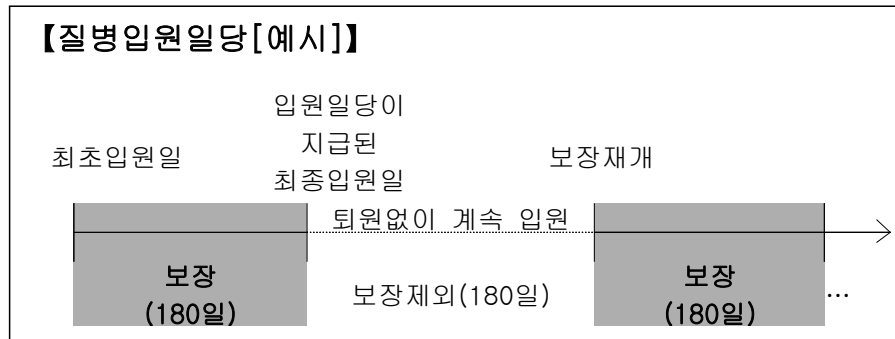 【질병입원일당[예시]】
최초입원일
입원일당이
지급된
최종입원일
보장재개
퇴원없이 계속 입원
보장
(180일)
보장제외(180일)
보장
(180일)
…